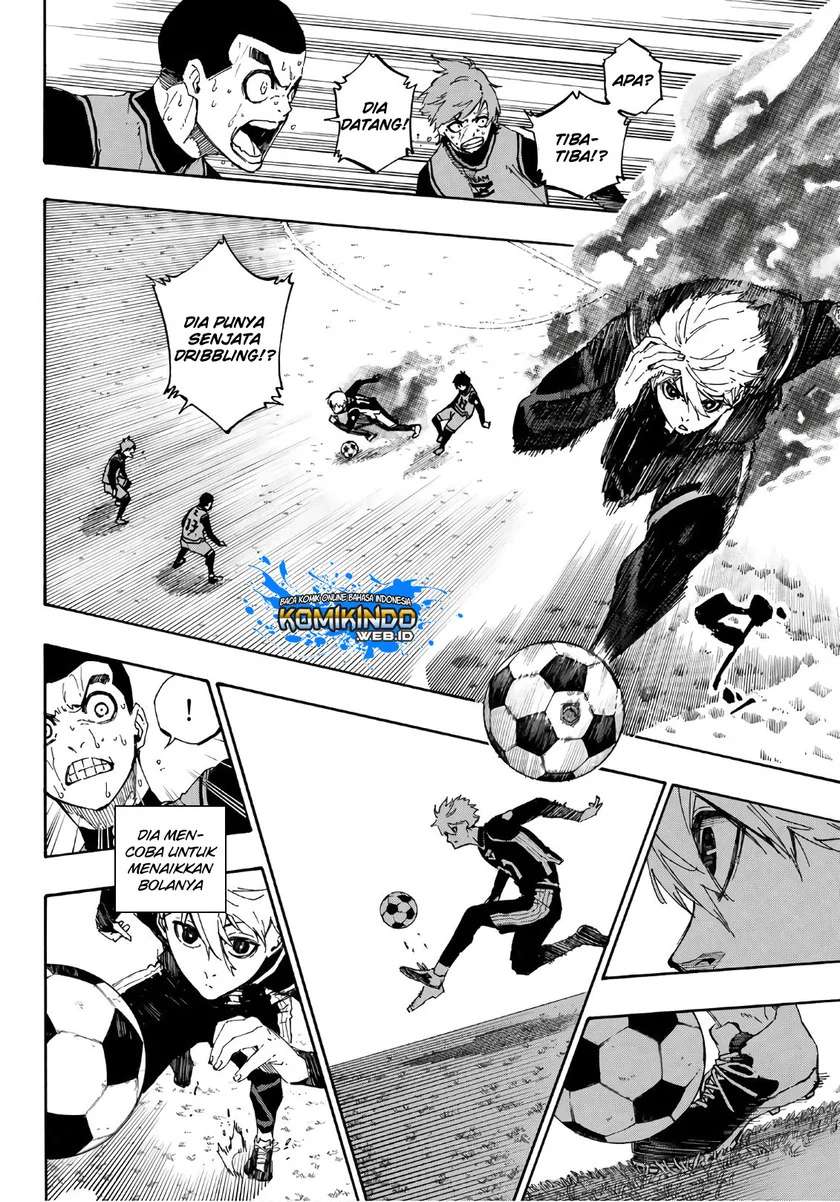 APA?
TIBA-
TIBA!?
DIA
DATANG!
DIA PUNYA
SENJATA
DRIBBLING!?
13
BACA KOMIK ONLINE BAHASA INDONESIA
KOMIKINDO
WEB.ID
!
DIA MEN-
COBA UNTUK
MENAIKKAN
BOLANYA